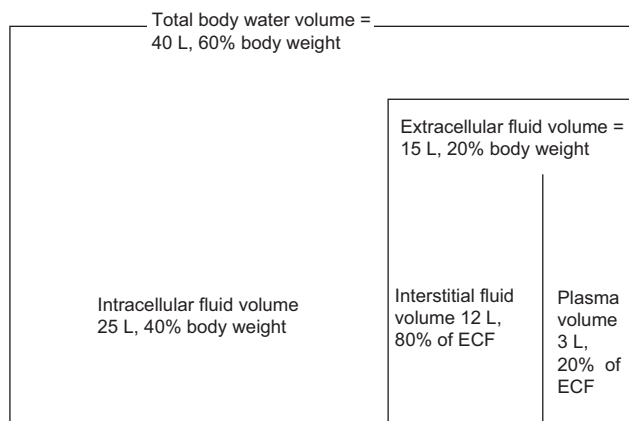 Total body water volume =
40 L, 60% body weight
Extracellular fluid volume =
15 L, 20% body weight
Intracellular fluid volume
25 L, 40% body weight
Interstitial fluid
volume 12 L,
80% of ECF
Plasma
volume
3 L,
20% of
ECF